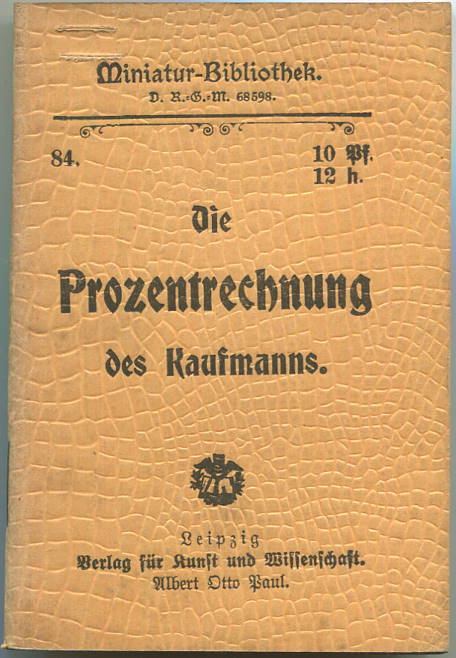 Miniatur-Bibliothek.
D. R.-G.-M. 68598.
84.
10 Pf.
12 h.
Die
Prozentrechnung
des Kaufmanns.
Leipzig
Verlag für Kunst und Wissenschaft.
Albert Otto Paul.